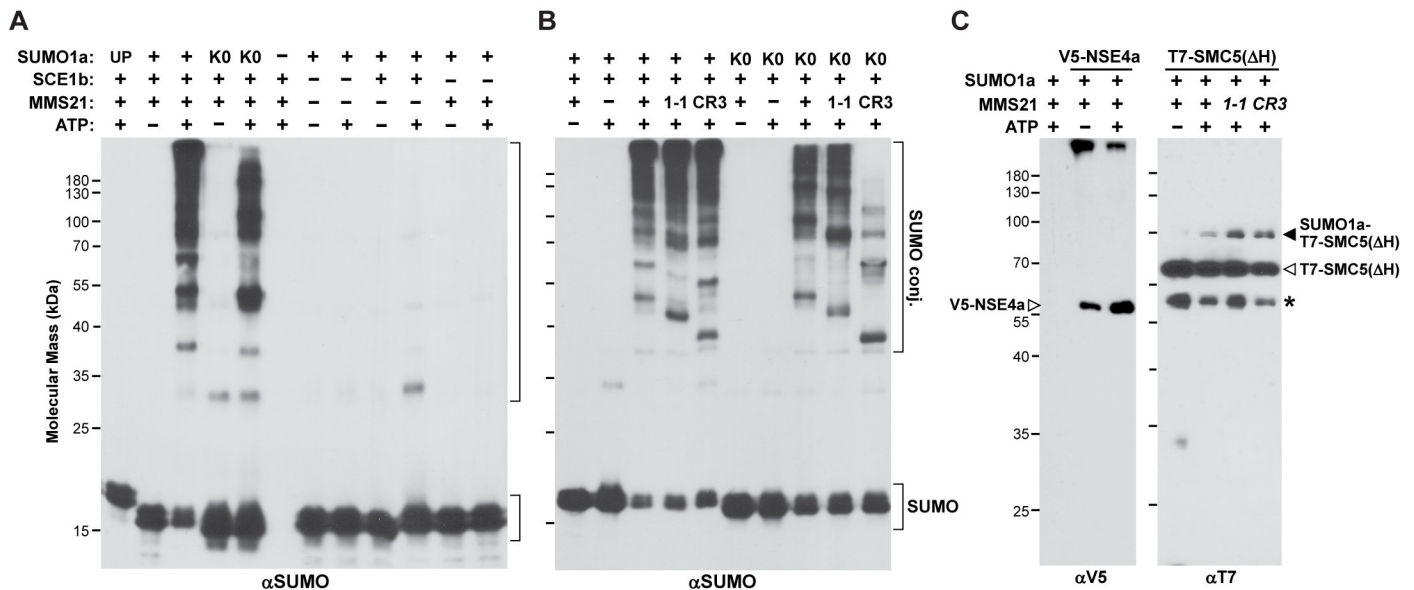 A
SUMO1a: UP + + K0 K0 – + + + + + +
SCE1b: + + + + + + – – + + – –
MMS21: + + + + + + – – – – + +
ATP: + – + – + + – + – + – +
180
130
100
70
55
40
35
25
15
Molecular Mass (kDa)
αSUMO
B
+ + + + + K0 K0 K0 K0 K0
+ + + + + + + + + +
+ – + 1-1 CR3 + – + 1-1 CR3
– + + + + – + + + +
SUMO conj.
SUMO
αSUMO
C
V5-NSE4a T7-SMC5(ΔH)
SUMO1a + + + + + + +
MMS21: + + + + + 1-1 CR3
ATP: + – + – + + +
180
130
100
70
55
40
35
25
V5-NSE4a
SUMO1a-
T7-SMC5(ΔH)
T7-SMC5(ΔH)
*
αV5 αT7